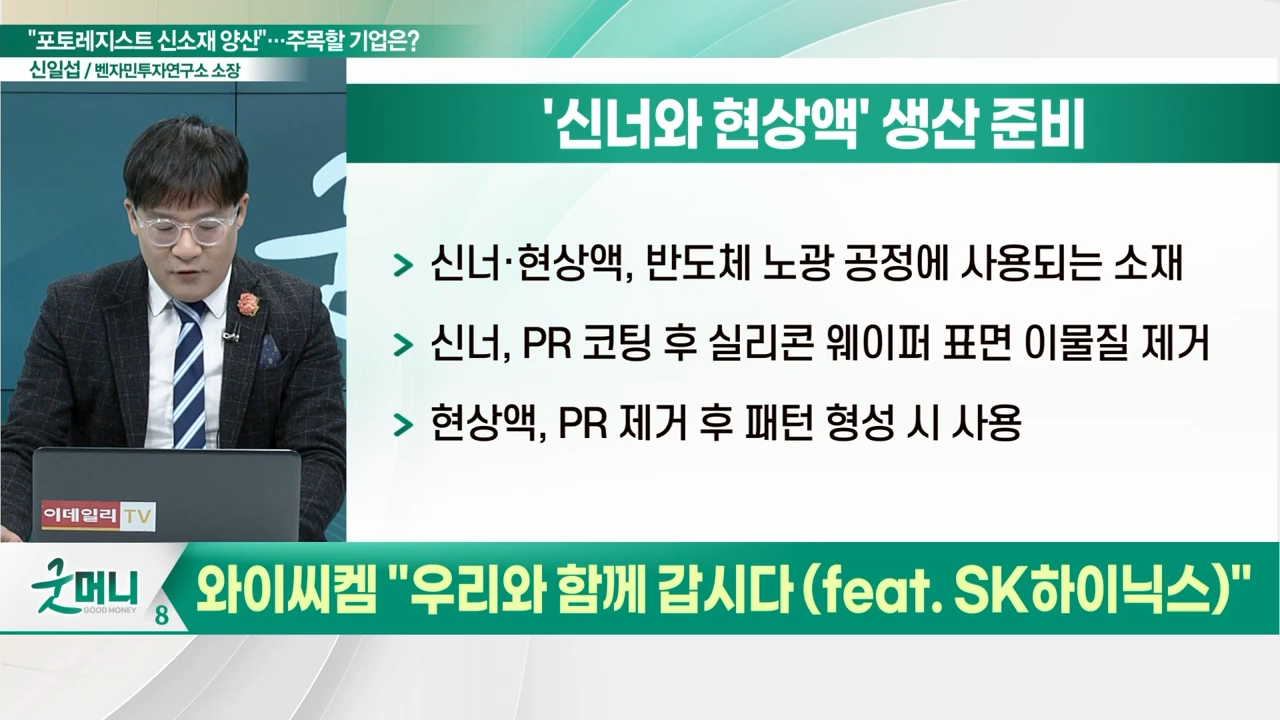 "포토레지스트 신소재 양산"…주목할 기업은?
신일섭 / 벤자민투자연구소 소장
'신너와 현상액' 생산 준비
> 신너·현상액, 반도체 노광 공정에 사용되는 소재
> 신너, PR 코팅 후 실리콘 웨이퍼 표면 이물질 제거
> 현상액, PR 제거 후 패턴 형성 시 사용
이데일리 TV
굿머니
GOOD MONEY
8
와이씨켐 "우리와 함께 갑시다(feat. SK하이닉스)"